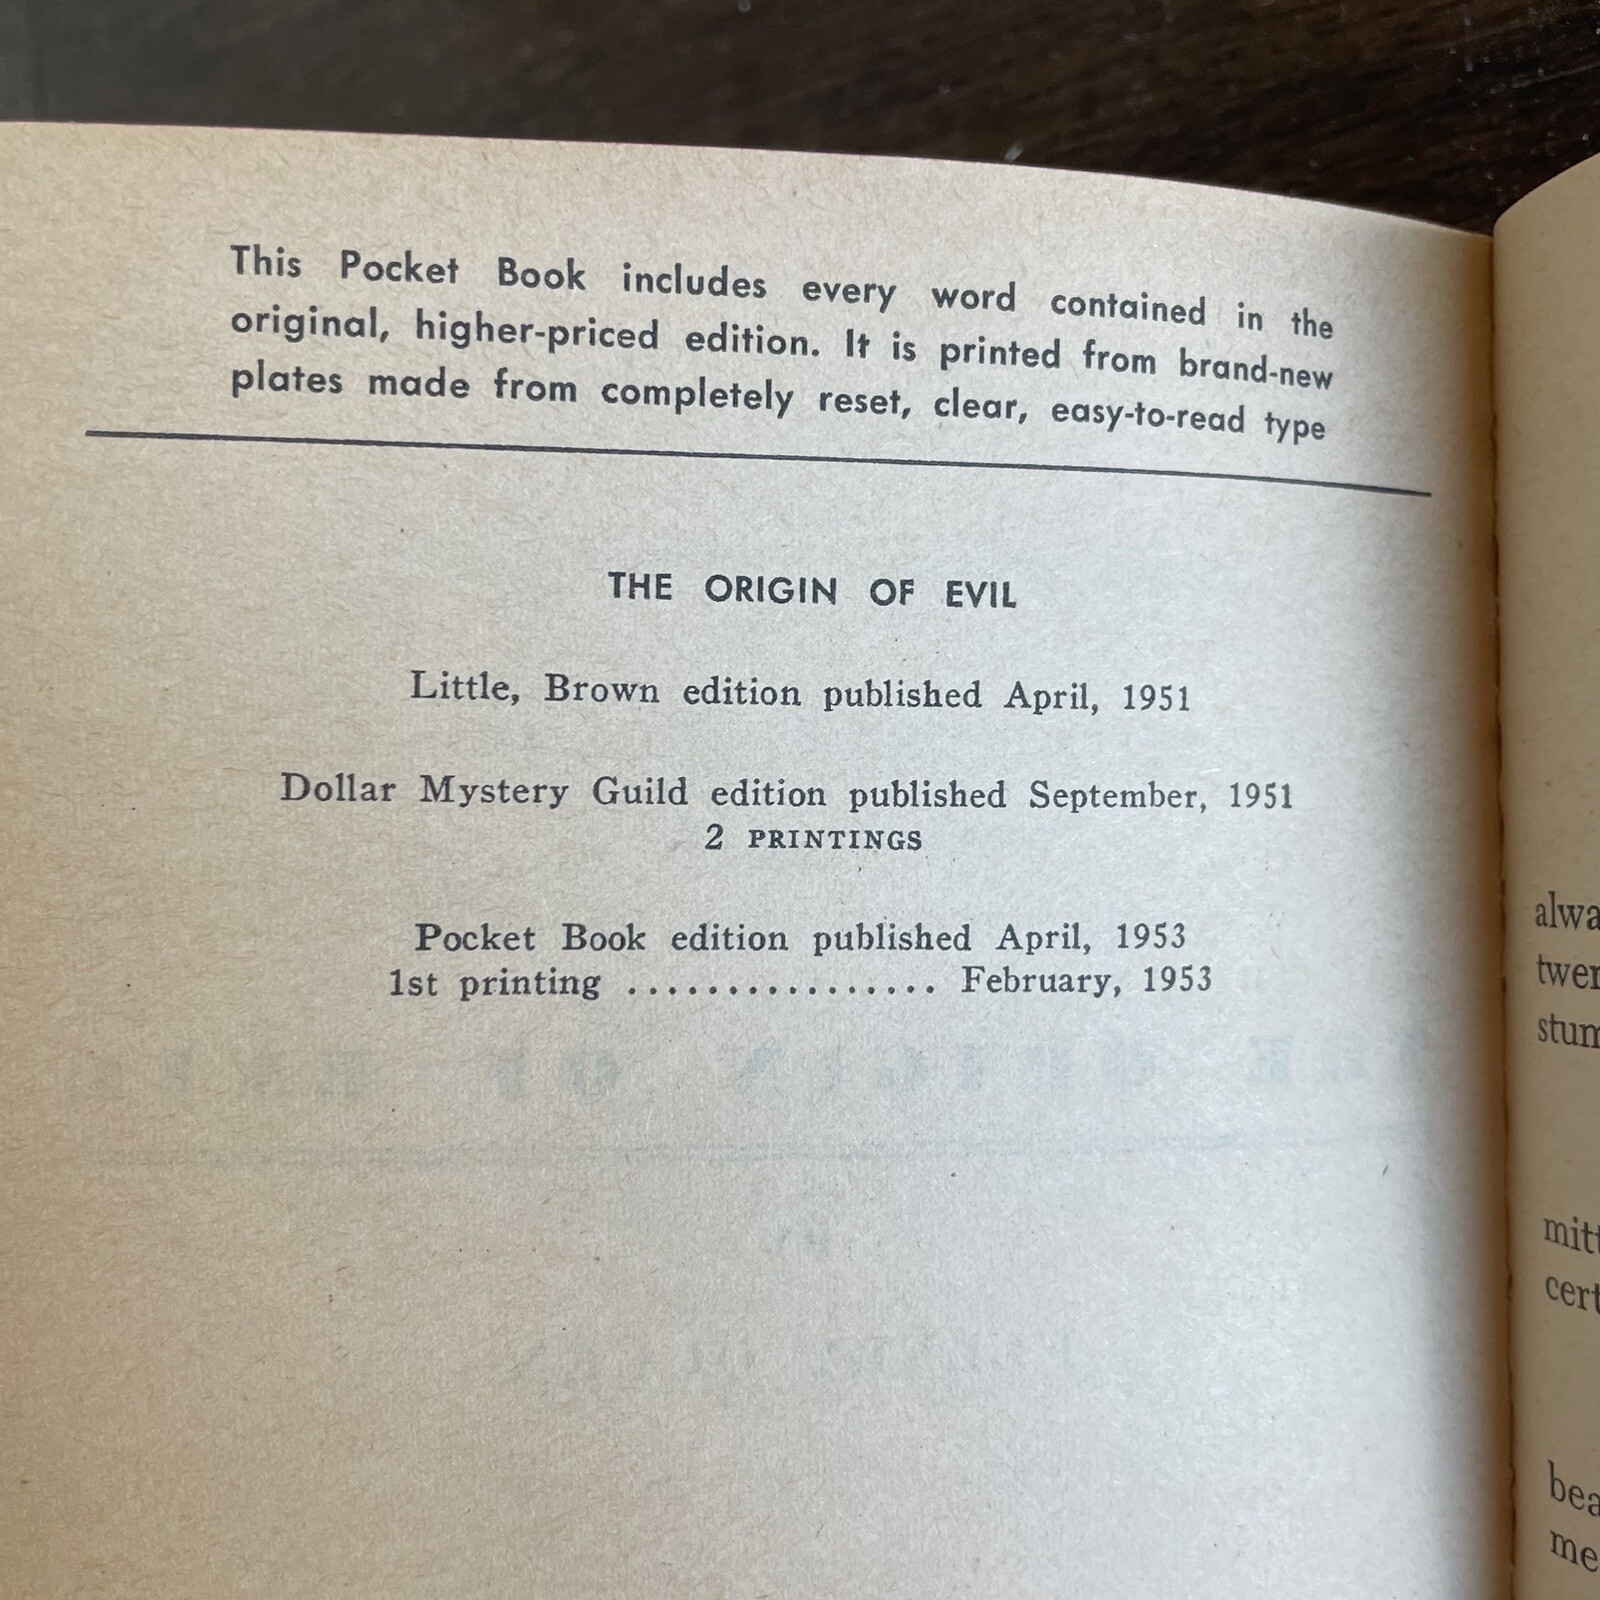 This Pocket Book includes every word contained in the
original, higher-priced edition. It is printed from brand-new
plates made from completely reset, clear, easy-to-read type
THE ORIGIN OF EVIL
Little, Brown edition published April, 1951
Dollar Mystery Guild edition published September, 1951
2 PRINTINGS
Pocket Book edition published April, 1953
1st printing ................ February, 1953